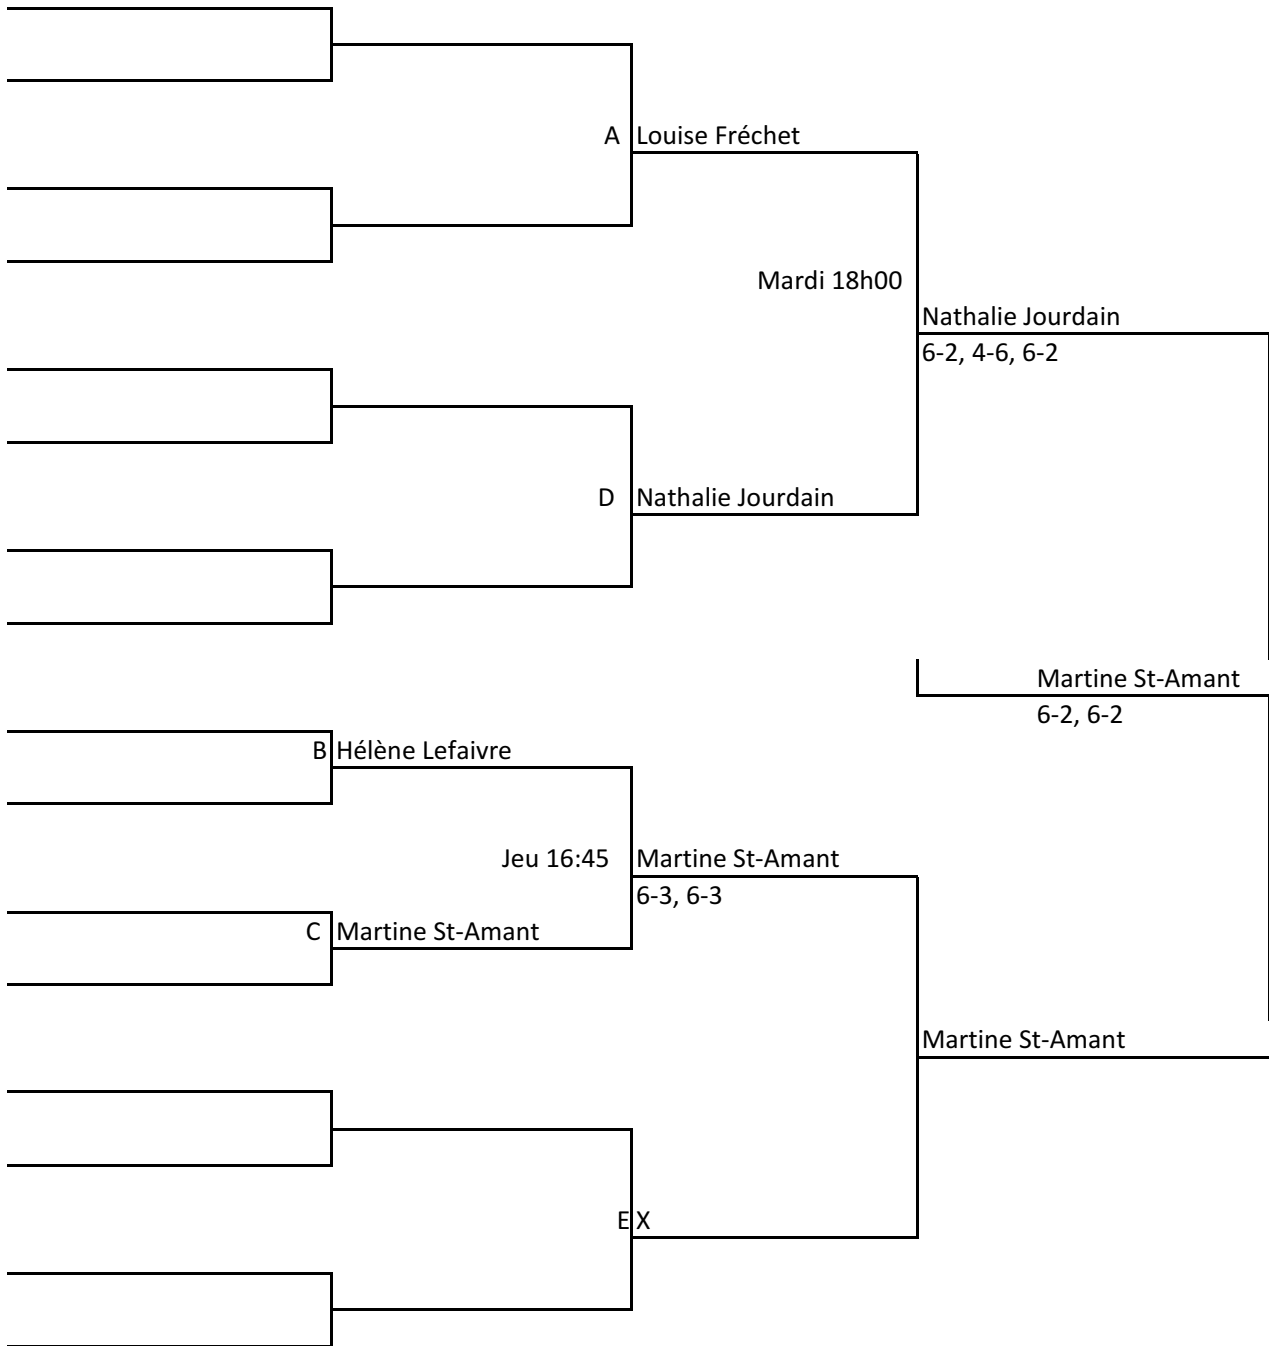 A Louise Fréchet
Mardi 18h00
Nathalie Jourdain
6-2, 4-6, 6-2
D Nathalie Jourdain
Martine St-Amant
6-2, 6-2
B Hélène Lefaivre
Jeu 16:45 Martine St-Amant
6-3, 6-3
C Martine St-Amant
Martine St-Amant
E X